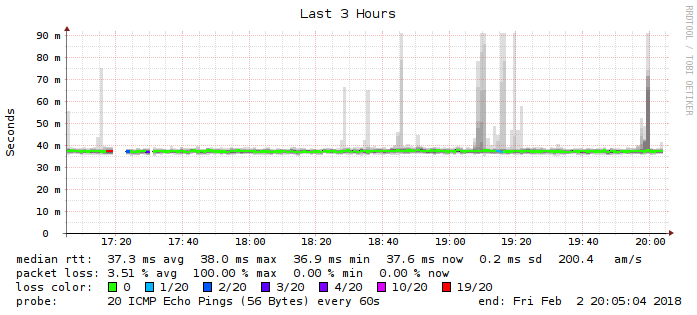 Last 3 Hours
RRDTOOL / TOBI OETIKER
Seconds
90 m
80 m
70 m
60 m
50 m
40 m
30 m
20 m
10 m
0
17:20 17:40 18:00 18:20 18:40 19:00 19:20 19:40 20:00
median rtt: 37.3 ms avg 38.0 ms max 36.9 ms min 37.6 ms now 0.2 ms sd 200.4 am/s
packet loss: 3.51 % avg 100.00 % max 0.00 % min 0.00 % now
loss color: 0 1/20 2/20 3/20 4/20 10/20 19/20
probe: 20 ICMP Echo Pings (56 Bytes) every 60s end: Fri Feb 2 20:05:04 2018